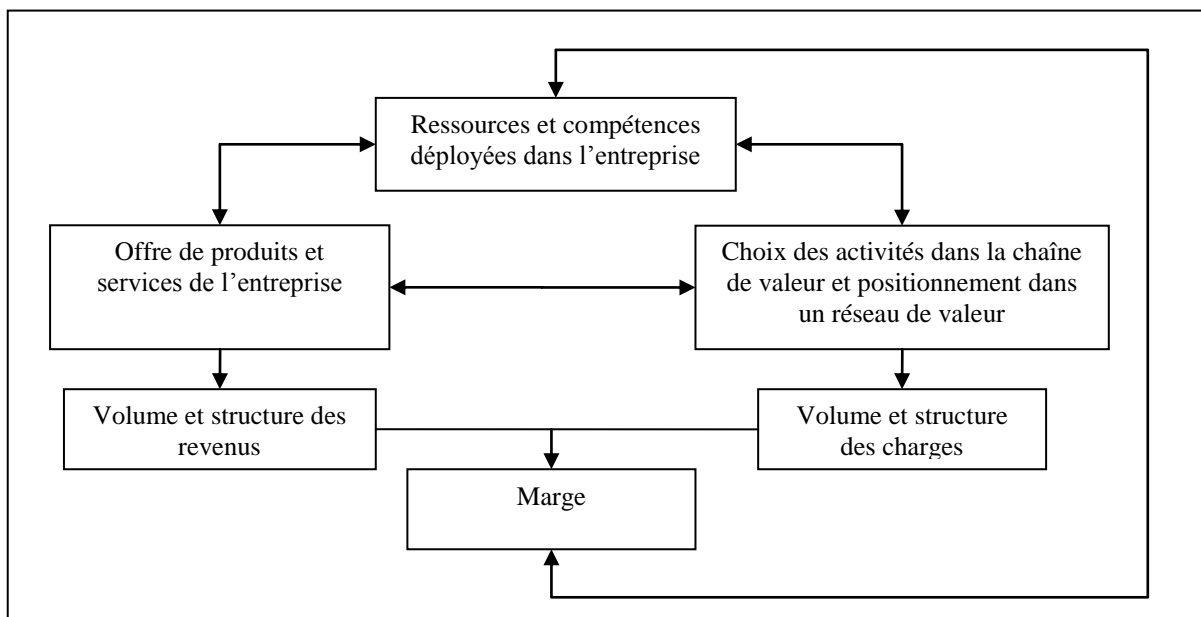 Ressources et compétences
déployées dans l’entreprise
Offre de produits et
services de l’entreprise
Choix des activités dans la chaîne
de valeur et positionnement dans
un réseau de valeur
Volume et structure des
revenus
Volume et structure
des charges
Marge